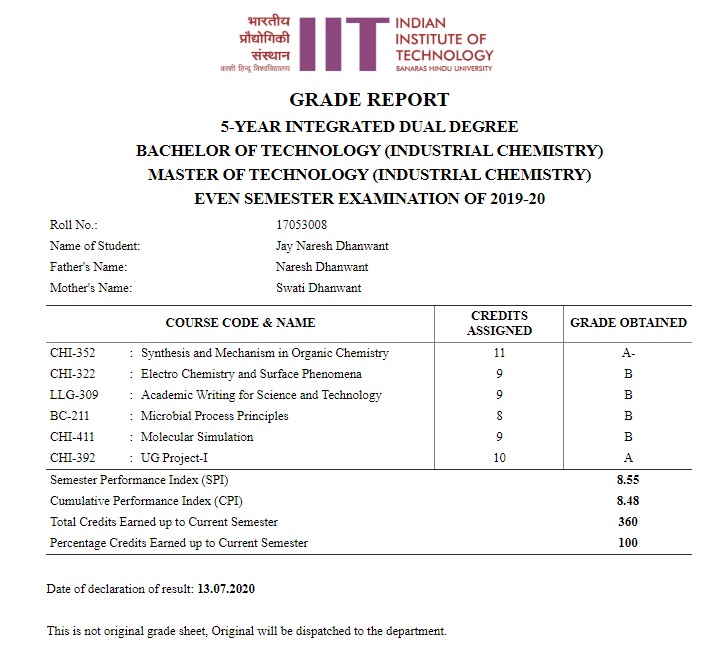 भारतीय
प्रौद्योगिकी
संस्थान
काशी हिन्दू विश्वविद्यालय
IIT
INDIAN
INSTITUTE OF
TECHNOLOGY
BANARAS HINDU UNIVERSITY
GRADE REPORT
5-YEAR INTEGRATED DUAL DEGREE
BACHELOR OF TECHNOLOGY (INDUSTRIAL CHEMISTRY)
MASTER OF TECHNOLOGY (INDUSTRIAL CHEMISTRY)
EVEN SEMESTER EXAMINATION OF 2019-20
Roll No.: 17053008
Name of Student: Jay Naresh Dhanwant
Father's Name: Naresh Dhanwant
Mother's Name: Swati Dhanwant
COURSE CODE & NAME CREDITS ASSIGNED GRADE OBTAINED
CHI-352 : Synthesis and Mechanism in Organic Chemistry 11 A-
CHI-322 : Electro Chemistry and Surface Phenomena 9 B
LLG-309 : Academic Writing for Science and Technology 9 B
BC-211 : Microbial Process Principles 8 B
CHI-411 : Molecular Simulation 9 B
CHI-392 : UG Project-I 10 A
Semester Performance Index (SPI) 8.55
Cumulative Performance Index (CPI) 8.48
Total Credits Earned up to Current Semester 360
Percentage Credits Earned up to Current Semester 100
Date of declaration of result: 13.07.2020
This is not original grade sheet, Original will be dispatched to the department.